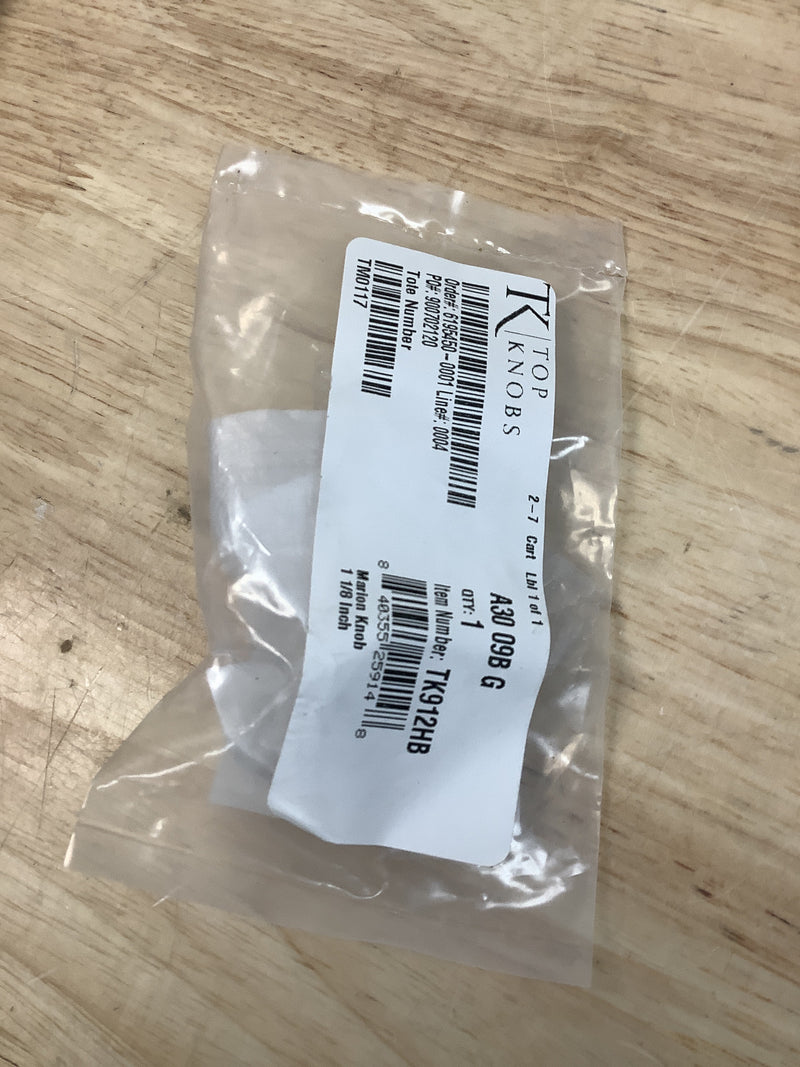 TK TOP
KNOBS
2-7 Cart Lbl 1 of 1
Order#: 6795450-0001 Line#: 0004
PO#: 900702120
Tote Number
TM0117
A30 09B G
QTY: 1
Item Number: TK912HB
8 40355 25914 8
Marion Knob
1 1/8 Inch